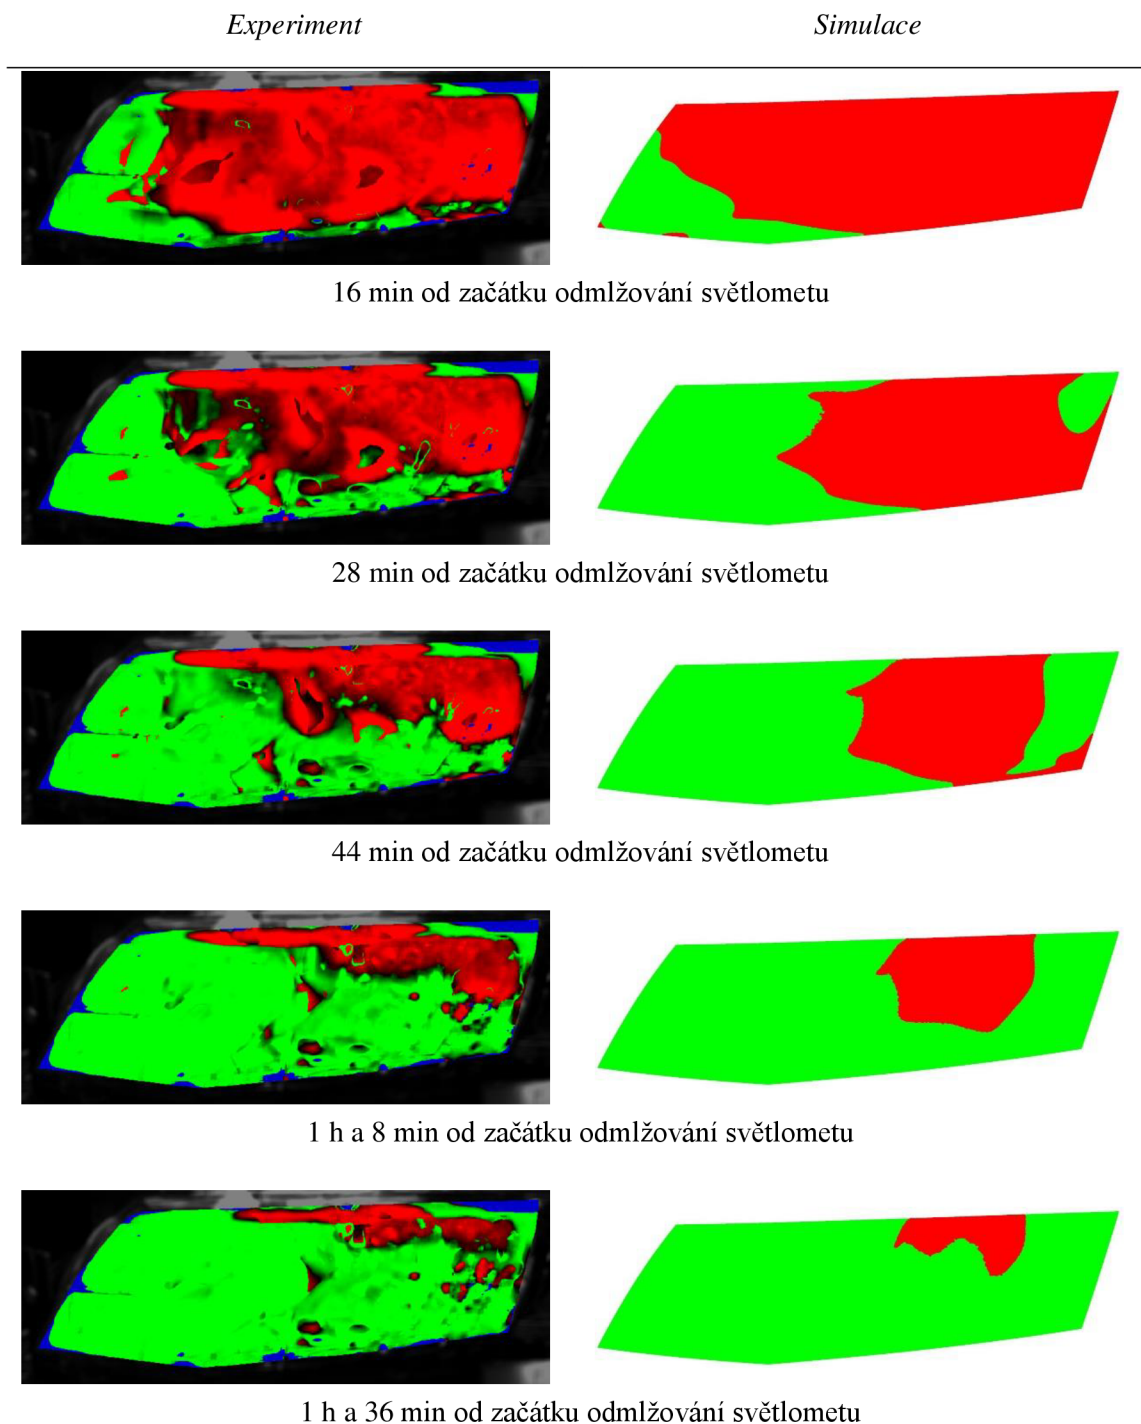 Experiment Simulace
16 min od začátku odmlžování světlometu
28 min od začátku odmlžování světlometu
44 min od začátku odmlžování světlometu
1 h a 8 min od začátku odmlžování světlometu
1 h a 36 min od začátku odmlžování světlometu